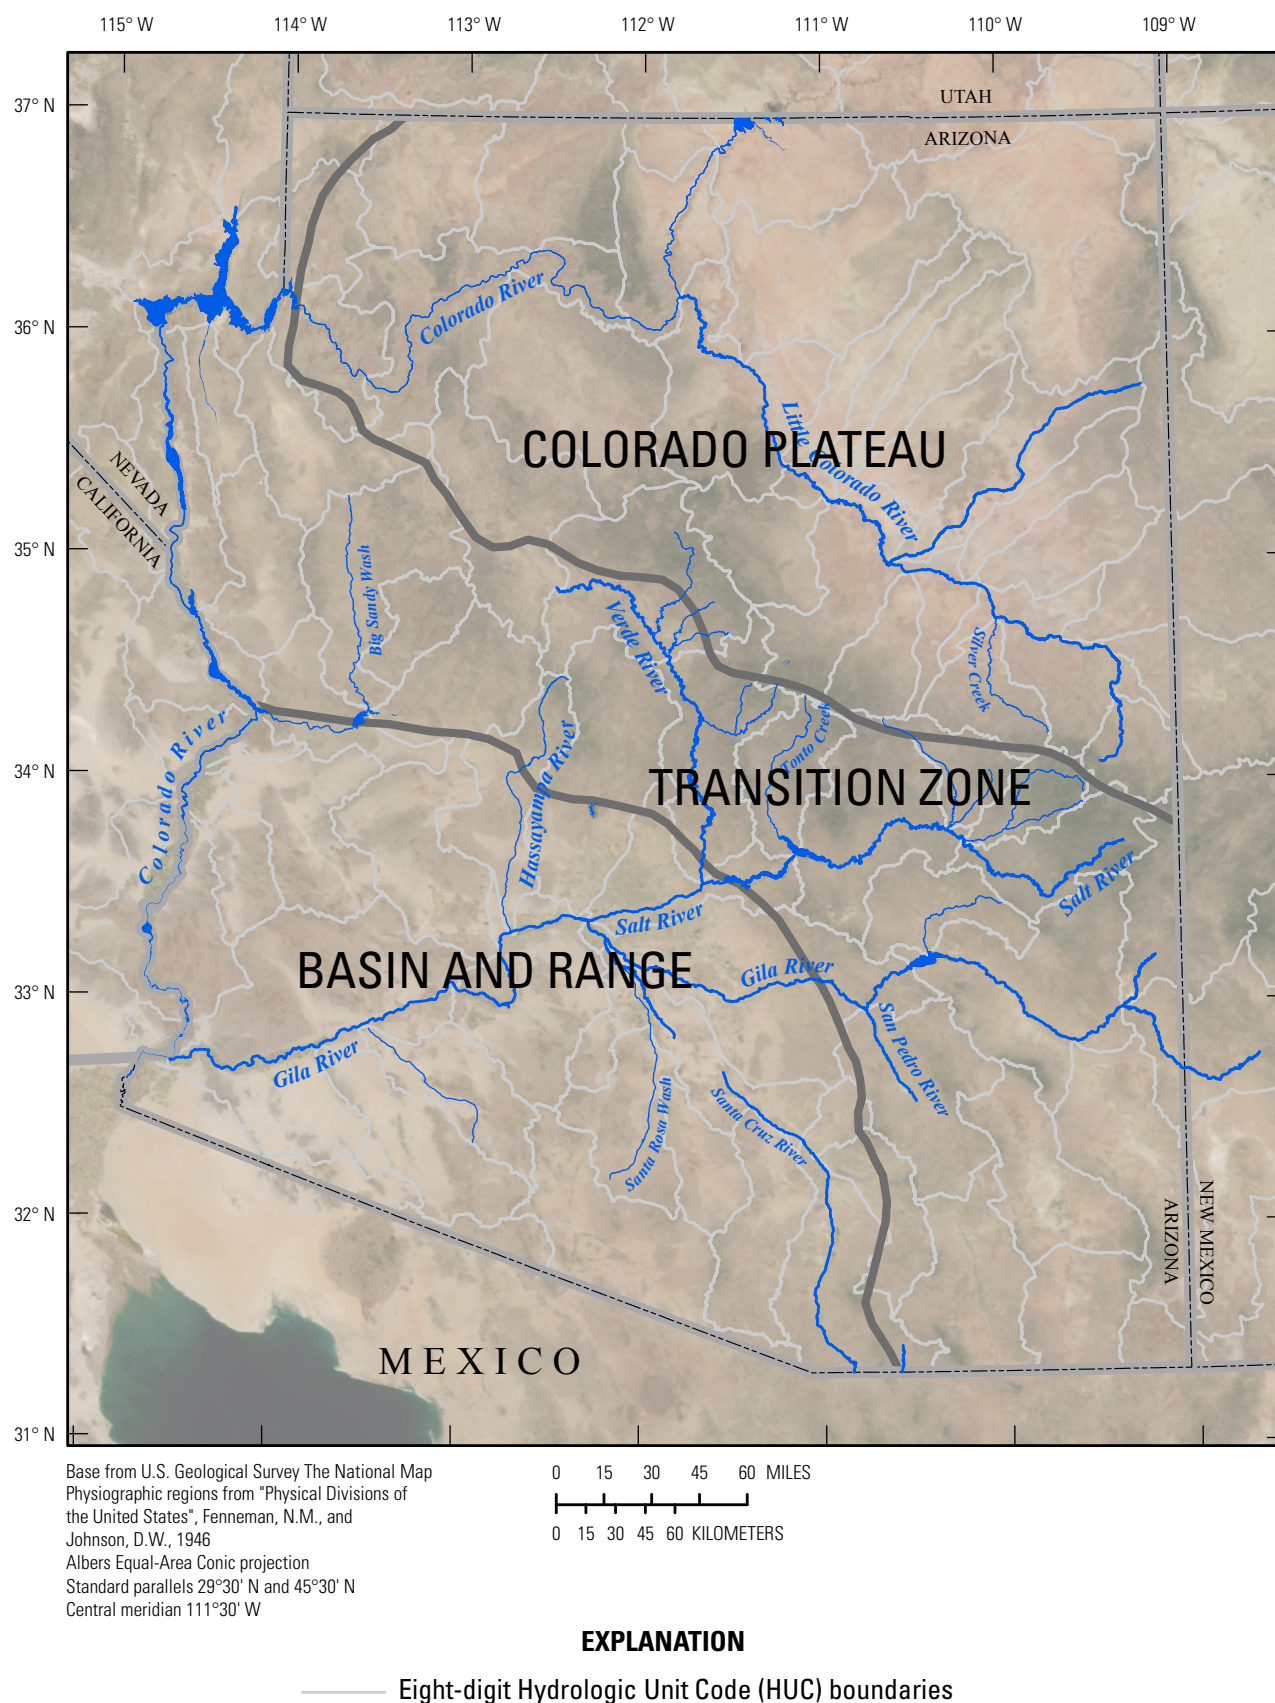 115° W 114° W 113° W 112° W 111° W 110° W 109° W
37° N
UTAH
ARIZONA
36° N
Colorado River
Little Colorado River
COLORADO PLATEAU
NEVADA
CALIFORNIA
35° N
Big Sandy Wash
Verde River
Silver Creek
Colorado River
Hassayampa River
Tonto Creek
34° N
TRANSITION ZONE
Salt River
Salt River
BASIN AND RANGE
Gila River
33° N
San Pedro River
Gila River
Santa Rosa Wash
Santa Cruz River
32° N
ARIZONA
NEW MEXICO
MEXICO
31° N
Base from U.S. Geological Survey The National Map
Physiographic regions from "Physical Divisions of
the United States", Fenneman, N.M., and
Johnson, D.W., 1946
Albers Equal-Area Conic projection
Standard parallels 29°30' N and 45°30' N
Central meridian 111°30' W
0 15 30 45 60 MILES
0 15 30 45 60 KILOMETERS
EXPLANATION
Eight-digit Hydrologic Unit Code (HUC) boundaries